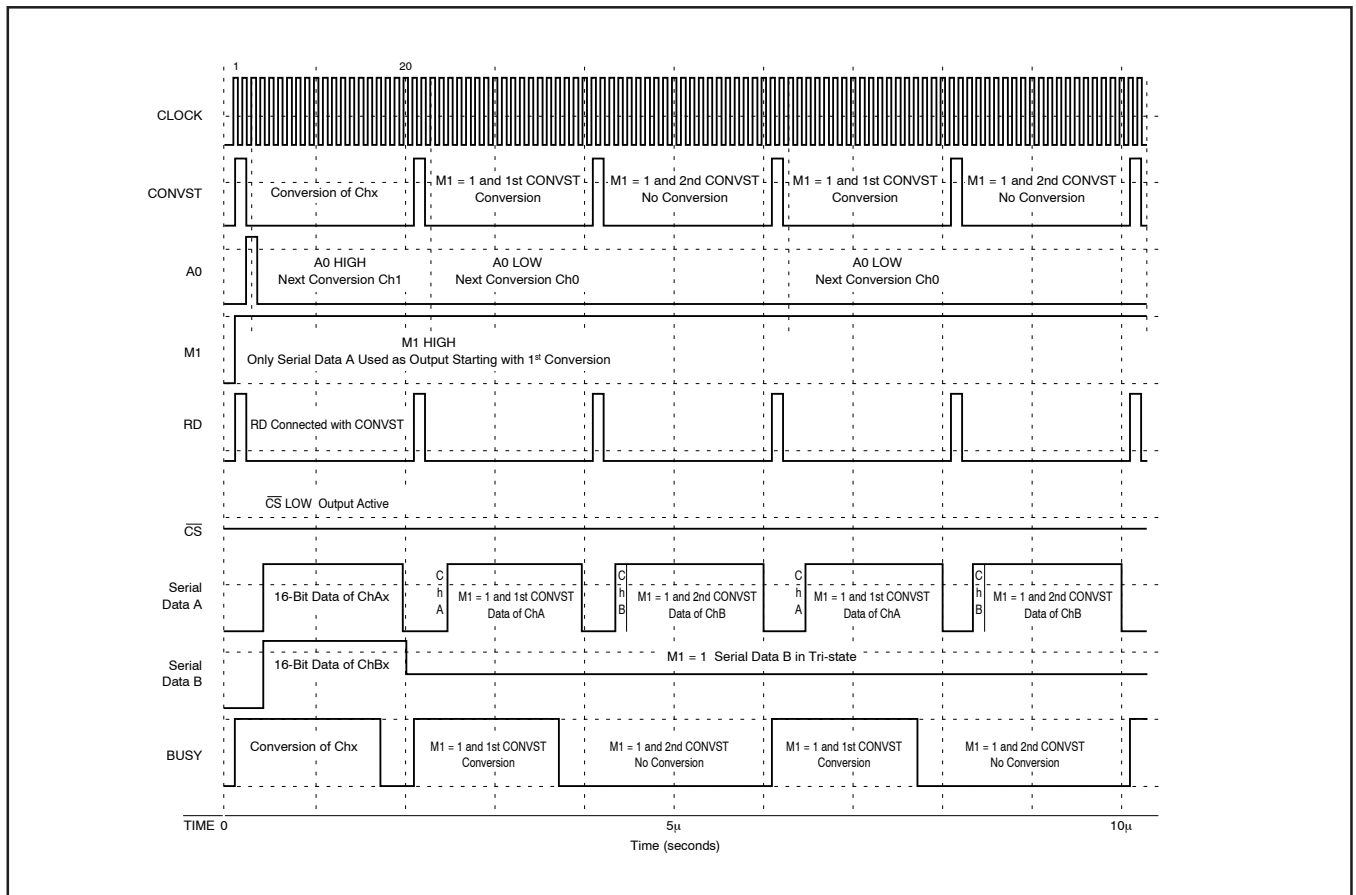 1 20
CLOCK
CONVST
Conversion of Chx
M1 = 1 and 1st CONVST
Conversion
M1 = 1 and 2nd CONVST
No Conversion
M1 = 1 and 1st CONVST
Conversion
M1 = 1 and 2nd CONVST
No Conversion
A0
A0 HIGH
Next Conversion Ch1
A0 LOW
Next Conversion Ch0
A0 LOW
Next Conversion Ch0
M1
M1 HIGH
Only Serial Data A Used as Output Starting with 1st Conversion
RD
RD Connected with CONVST
CS LOW Output Active
CS
Serial
Data A
16-Bit Data of ChAx
ChA
M1 = 1 and 1st CONVST
Data of ChA
ChB
M1 = 1 and 2nd CONVST
Data of ChB
ChA
M1 = 1 and 1st CONVST
Data of ChA
ChB
M1 = 1 and 2nd CONVST
Data of ChB
Serial
Data B
16-Bit Data of ChBx
M1 = 1 Serial Data B in Tri-state
BUSY
Conversion of Chx
M1 = 1 and 1st CONVST
Conversion
M1 = 1 and 2nd CONVST
No Conversion
M1 = 1 and 1st CONVST
Conversion
M1 = 1 and 2nd CONVST
No Conversion
TIME 0 5µ 10µ
Time (seconds)